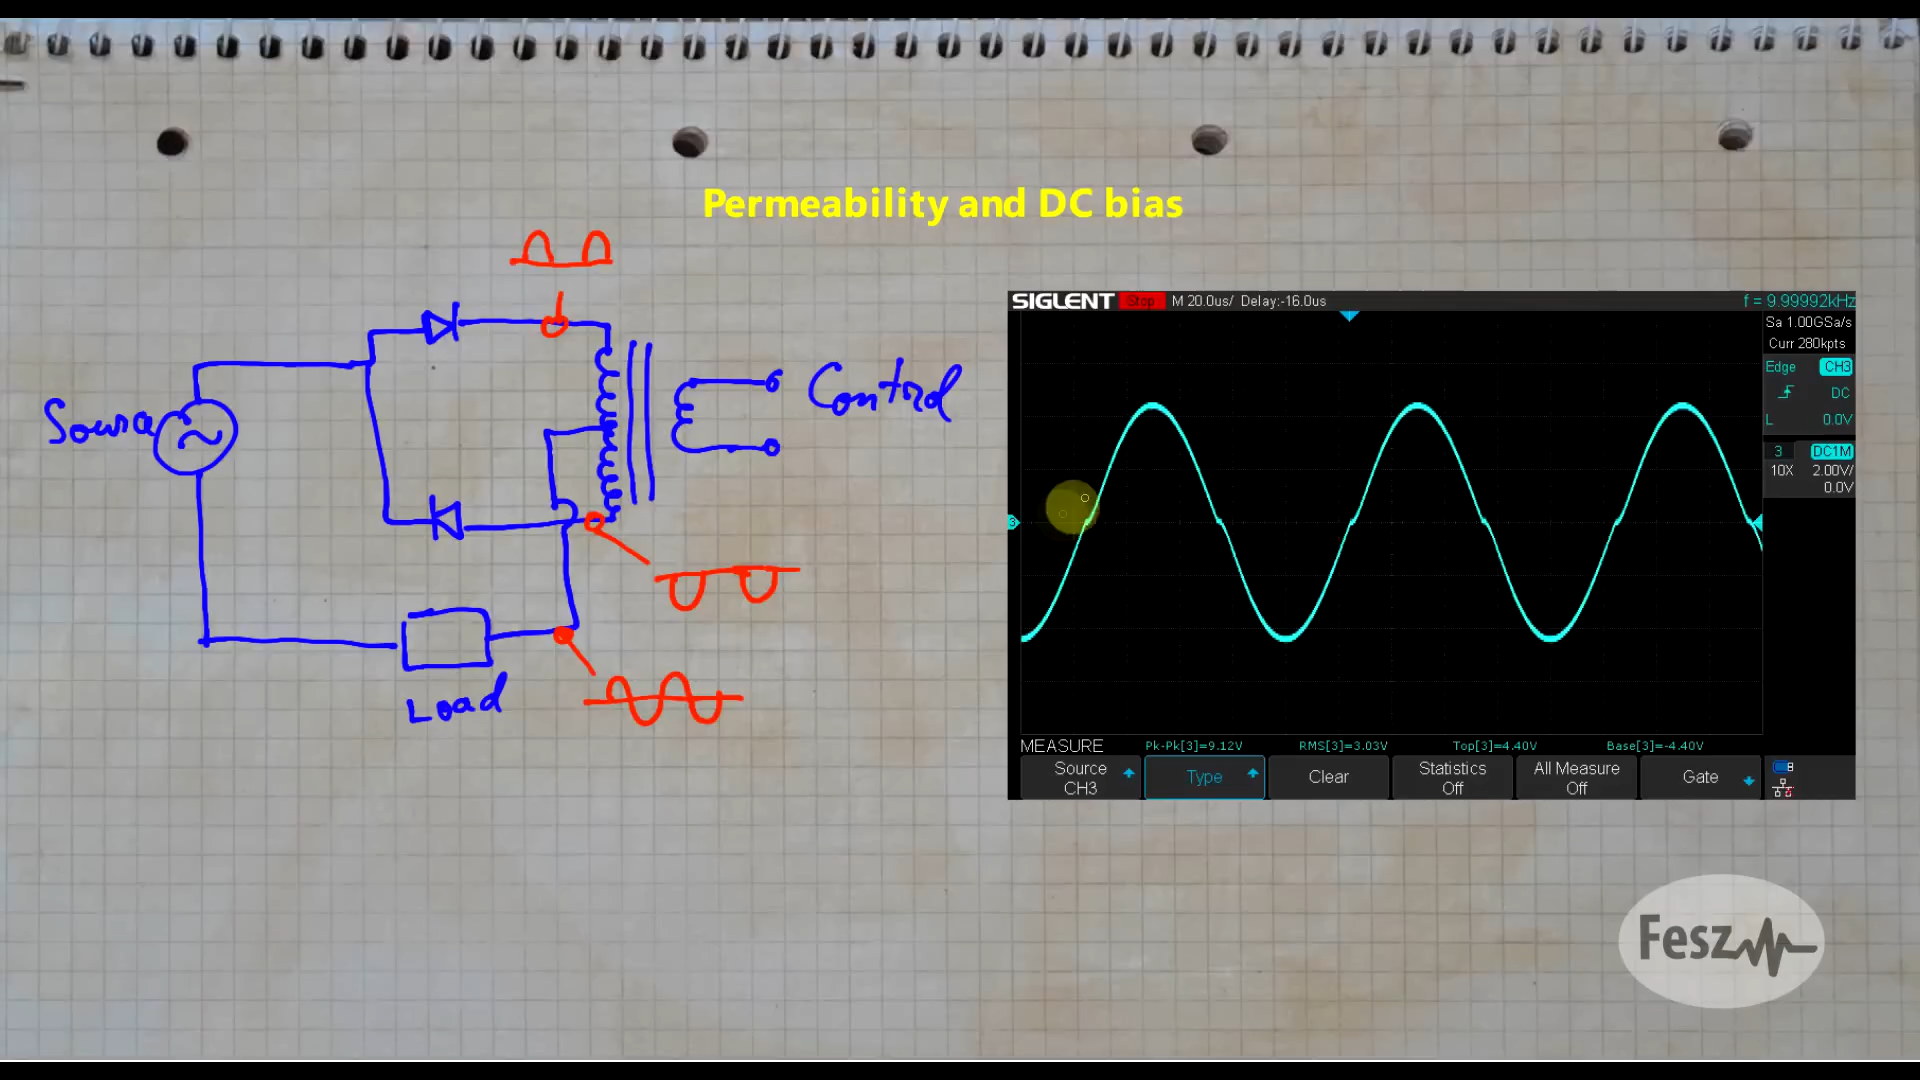 Permeability and DC bias
Source
Control
Load
SIGLENT Stop M 20.0us/ Delay:-16.0us f = 9.99992kHz
Sa 1.00GSa/s
Curr 280kpts
Edge CH3
DC
L 0.0V
3 DC1M
10X 2.00V/
0.0V
3
MEASURE Pk-Pk[3]=9.12V RMS[3]=3.03V Top[3]=4.40V Base[3]=-4.40V
Source
CH3
Type
Clear
Statistics
Off
All Measure
Off
Gate
Fesz